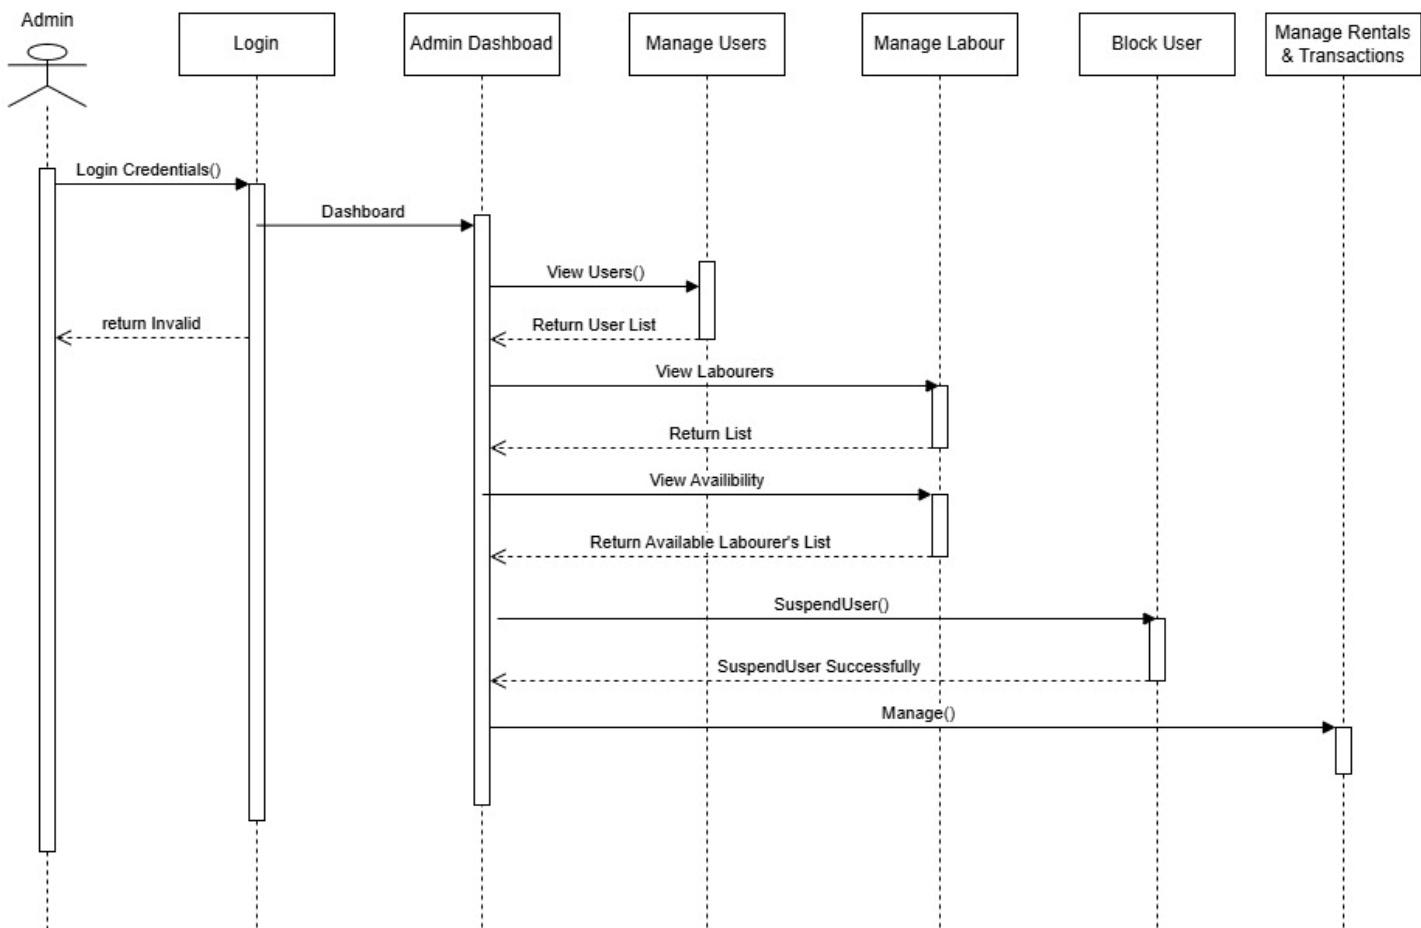 Admin
Login
Admin Dashboad
Manage Users
Manage Labour
Block User
Manage Rentals
& Transactions
Login Credentials()
Dashboard
View Users()
return Invalid
Return User List
View Labourers
Return List
View Availibility
Return Available Labourer's List
SuspendUser()
SuspendUser Successfully
Manage()